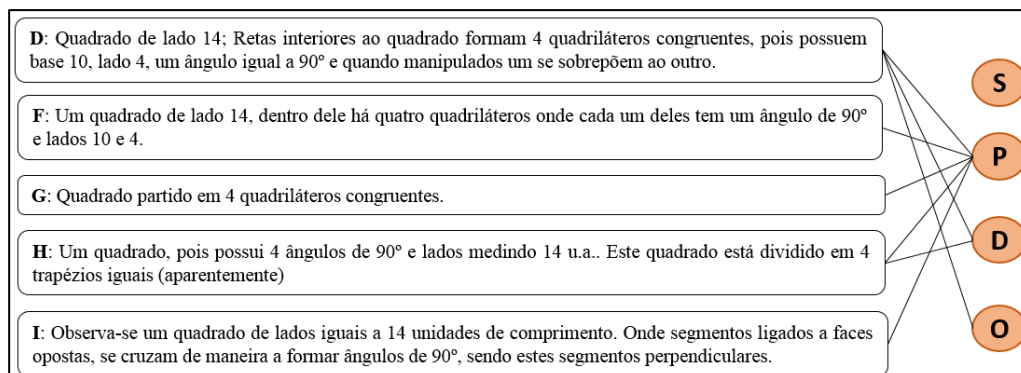 D: Quadrado de lado 14; Retas interiores ao quadrado formam 4 quadriláteros congruentes, pois possuem
base 10, lado 4, um ângulo igual a 90º e quando manipulados um se sobrepõem ao outro.
F: Um quadrado de lado 14, dentro dele há quatro quadriláteros onde cada um deles tem um ângulo de 90º
e lados 10 e 4.
G: Quadrado partido em 4 quadriláteros congruentes.
H: Um quadrado, pois possui 4 ângulos de 90º e lados medindo 14 u.a.. Este quadrado está dividido em 4
trapézios iguais (aparentemente)
I: Observa-se um quadrado de lados iguais a 14 unidades de comprimento. Onde segmentos ligados a faces
opostas, se cruzam de maneira a formar ângulos de 90º, sendo estes segmentos perpendiculares.
S
P
D
O